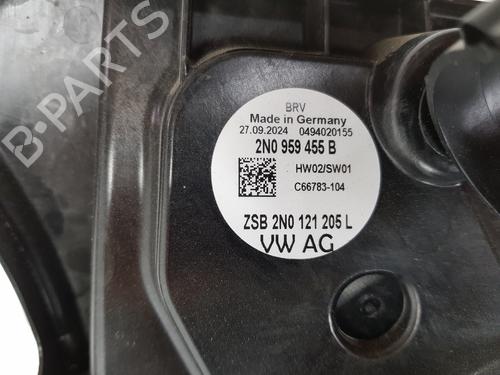 BRV
Made in Germany
27.09.2024 0494020155
2N0 959 455 B
HW02/SW01
C66783-104
ZSB 2N0 121 205 L
VW AG